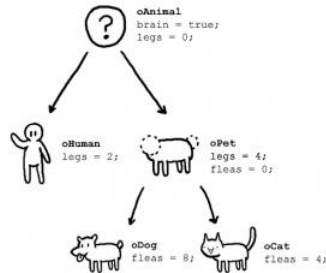 ?
oAnimal
brain = true;
legs = 0;
oHuman
legs = 2;
oPet
legs = 4;
fleas = 0;
oDog
fleas = 8;
oCat
fleas = 4;